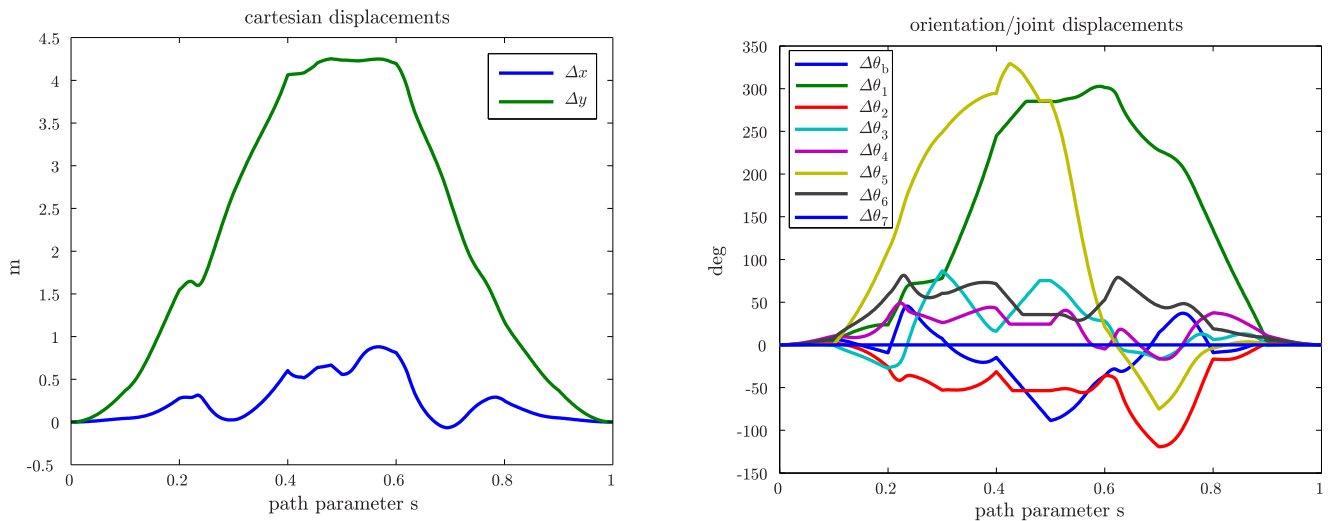 cartesian displacements
4.5
4
3.5
3
2.5
2
1.5
1
0.5
0
-0.5
m
0 0.2 0.4 0.6 0.8 1
path parameter s
Δx
Δy
orientation/joint displacements
350
300
250
200
150
100
50
0
-50
-100
-150
deg
0 0.2 0.4 0.6 0.8 1
path parameter s
Δθb
Δθ1
Δθ2
Δθ3
Δθ4
Δθ5
Δθ6
Δθ7